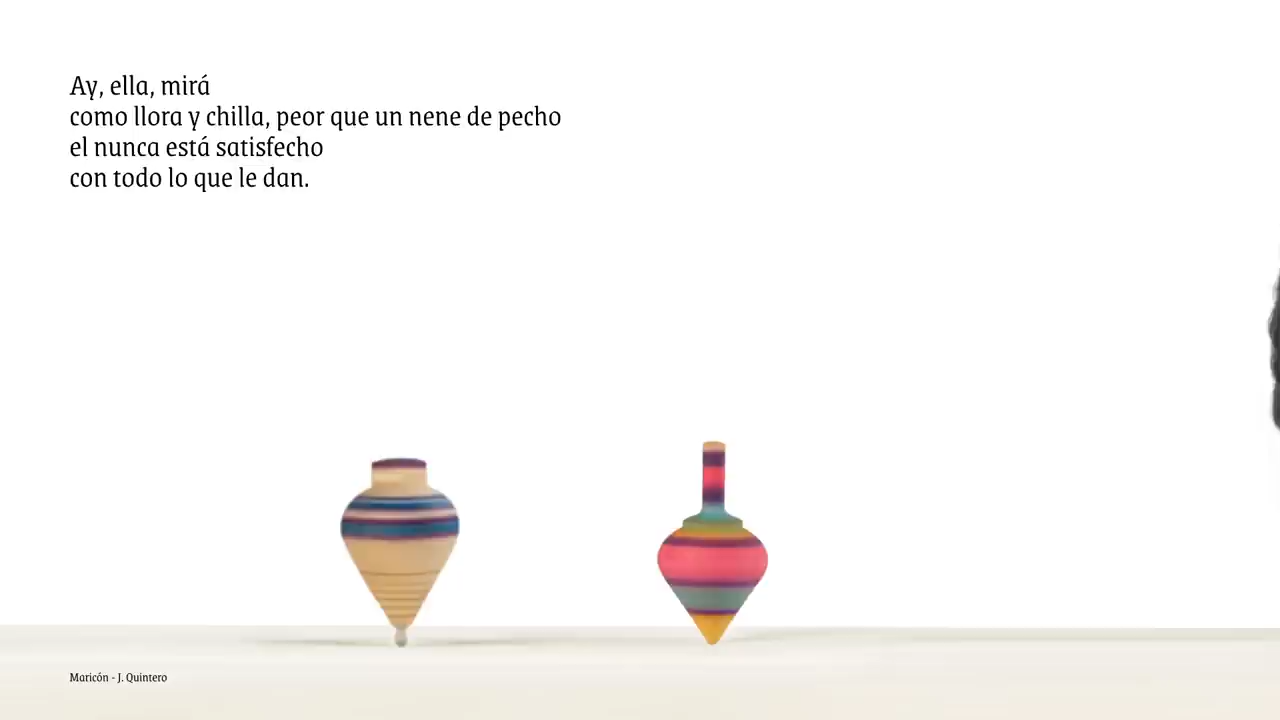 Ay, ella, mirá
como llora y chilla, peor que un nene de pecho
el nunca está satisfecho
con todo lo que le dan.
Maricón - J. Quintero